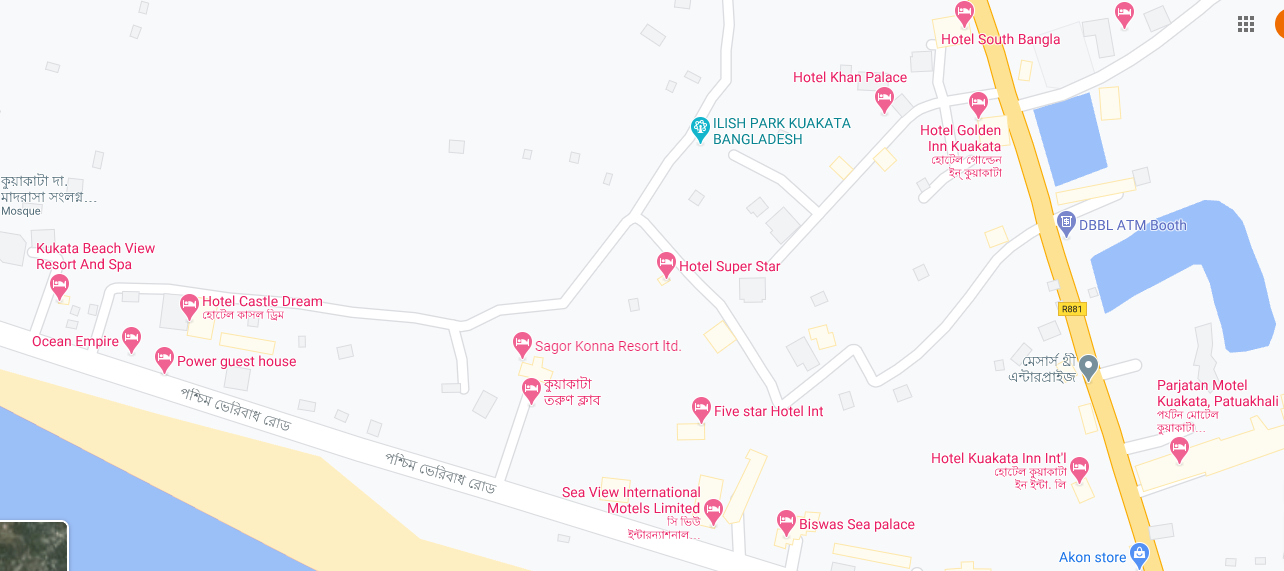 Hotel South Bangla
Hotel Khan Palace
ILISH PARK KUAKATA
BANGLADESH
Hotel Golden
Inn Kuakata
হোটেল গোল্ডেন
ইন্ কুয়াকাটা
কুয়াকাটা দা.
মাদরাসা সংলগ্ন...
Mosque
DBBL ATM Booth
Kukata Beach View
Resort And Spa
Hotel Super Star
Hotel Castle Dream
হোটেল কাসল ড্রিম
R881
Ocean Empire
Power guest house
Sagor Konna Resort ltd.
মেসার্স থ্রী
এন্টারপ্রাইজ
কুয়াকাটা
তরুণ ক্লাব
পশ্চিম ভেরিবাধ রোড
Parjatan Motel
Kuakata, Patuakhali
পর্যটন মোটেল
কুয়াকাটা...
Five star Hotel Int
পশ্চিম ভেরিবাধ রোড
Hotel Kuakata Inn Int'l
হোটেল কুয়াকাটা
ইন ইন্টা. লি
Sea View International
Motels Limited
সি ভিউ
ইন্টারন্যাশনাল...
Biswas Sea palace
Akon store